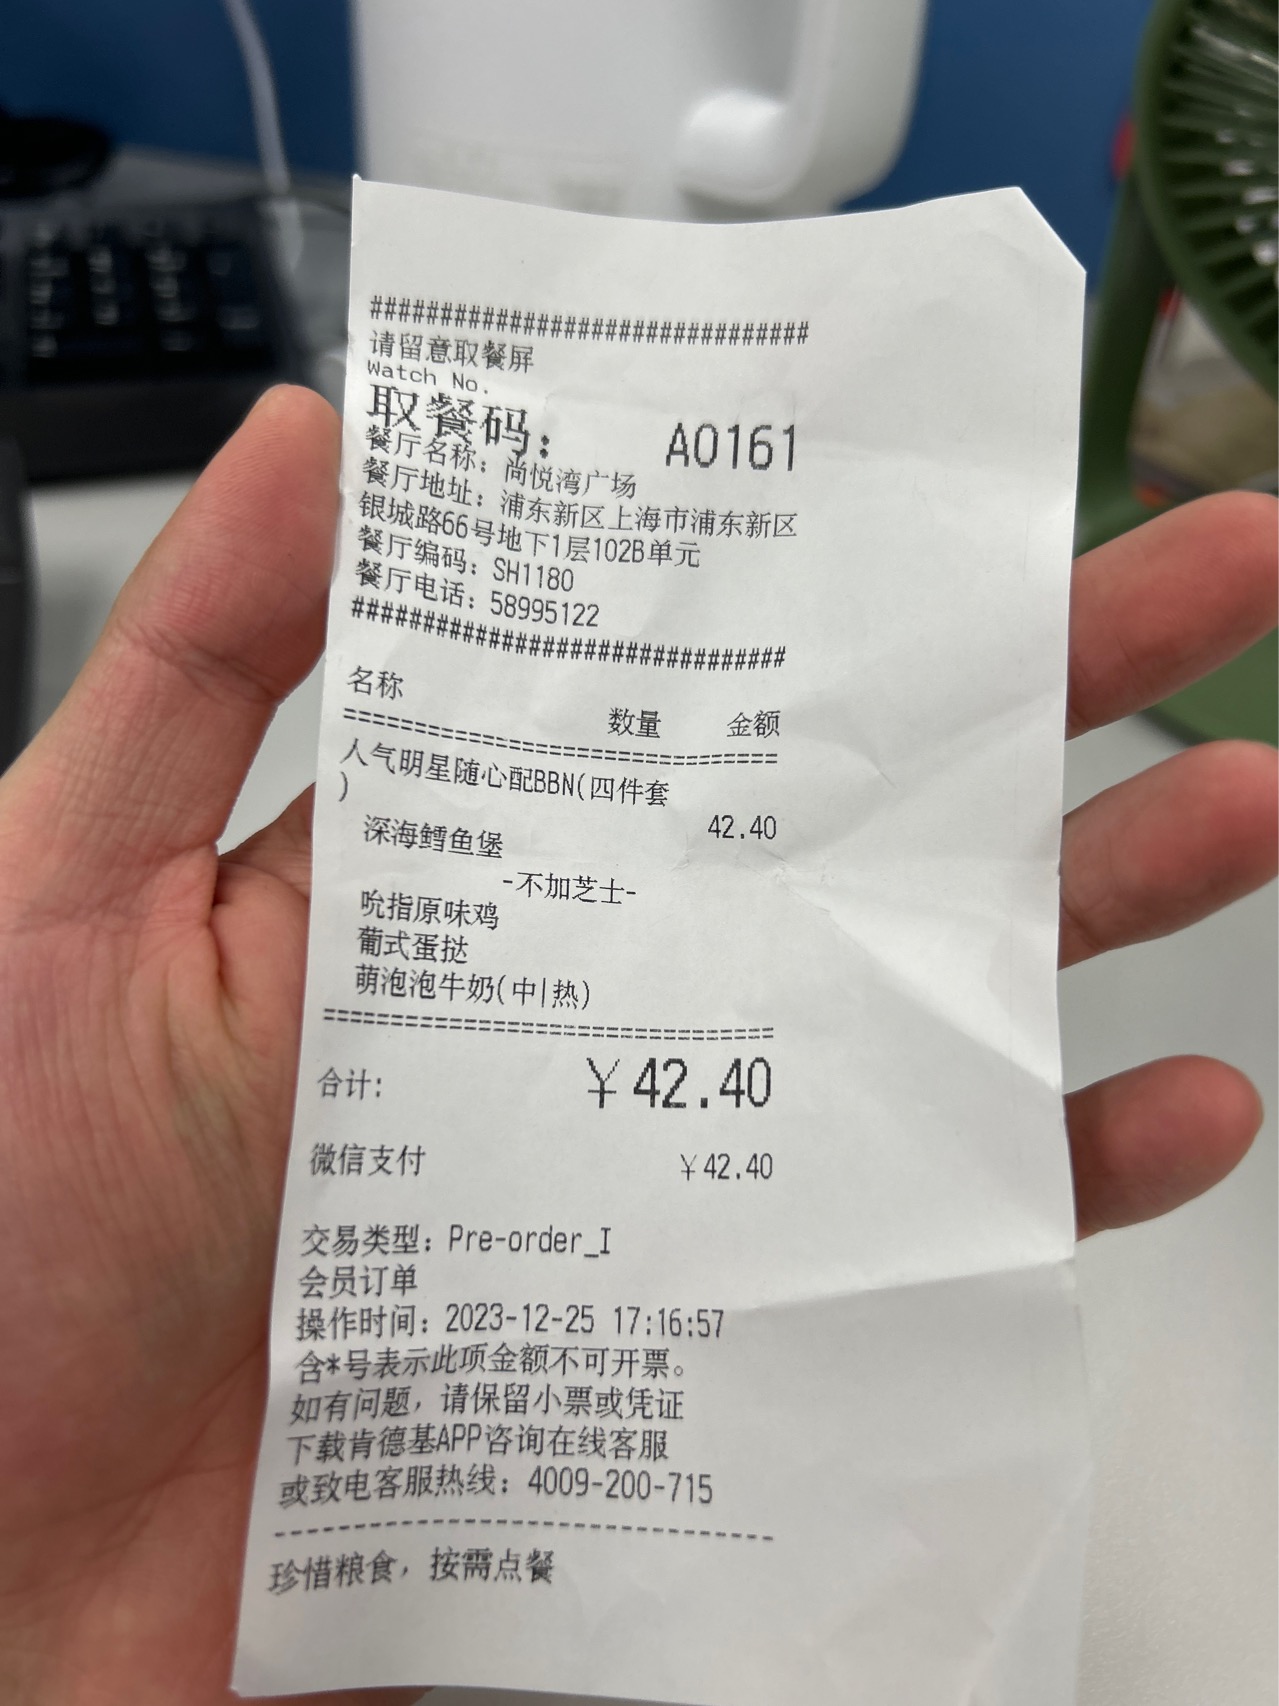 ################################
请留意取餐屏
Watch No.
取餐码： A0161
餐厅名称：尚悦湾广场
餐厅地址：浦东新区上海市浦东新区
银城路66号地下1层102B单元
餐厅编码：SH1180
餐厅电话：58995122
################################
名称 数量 金额
================================
人气明星随心配BBN(四件套
) 42.40
深海鳕鱼堡
-不加芝士-
吮指原味鸡
葡式蛋挞
萌泡泡牛奶(中|热)
================================
合计: ￥42.40
微信支付 ￥42.40
交易类型：Pre-order_I
会员订单
操作时间：2023-12-25 17:16:57
含*号表示此项金额不可开票。
如有问题，请保留小票或凭证
下载肯德基APP咨询在线客服
或致电客服热线：4009-200-715
--------------------------------
珍惜粮食，按需点餐